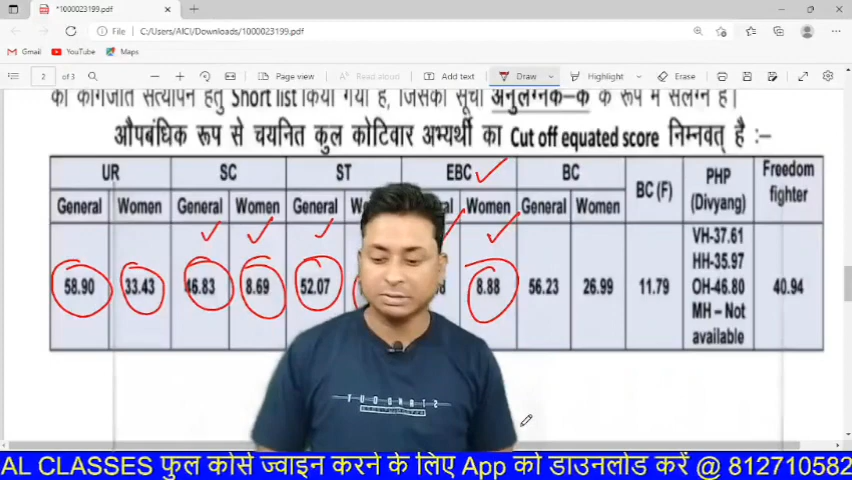 *1000023199.pdf
File
C:/Users/AICI/Downloads/1000023199.pdf
Gmail
YouTube
Maps
2 of 3
Page view
Read aloud
Add text
Draw
Highlight
Erase
का कागजात सत्यापन हेतु Short list किया गया है, जिसकी सूची अनुलग्नक–क के रूप में संलग्न है।
औपबंधिक रूप से चयनित कुल कोटिवार अभ्यर्थी का Cut off equated score निम्नवत् है :–
UR SC ST EBC BC BC (F) PHP (Divyang) Freedom fighter
General Women General Women General Women General Women
58.90 33.43 46.83 8.69 52.07 8.88 56.23 26.99 11.79 40.94
VH-37.61
HH-35.97
OH-46.80
MH – Not
available
AL CLASSES फुल कोर्स ज्वाइन करने के लिए App को डाउनलोड करें @ 812710582